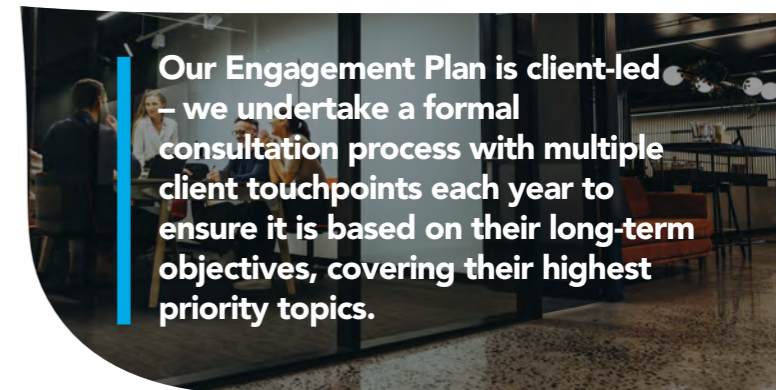 Our Engagement Plan is client-led
– we undertake a formal
consultation process with multiple
client touchpoints each year to
ensure it is based on their long-term
objectives, covering their highest
priority topics.